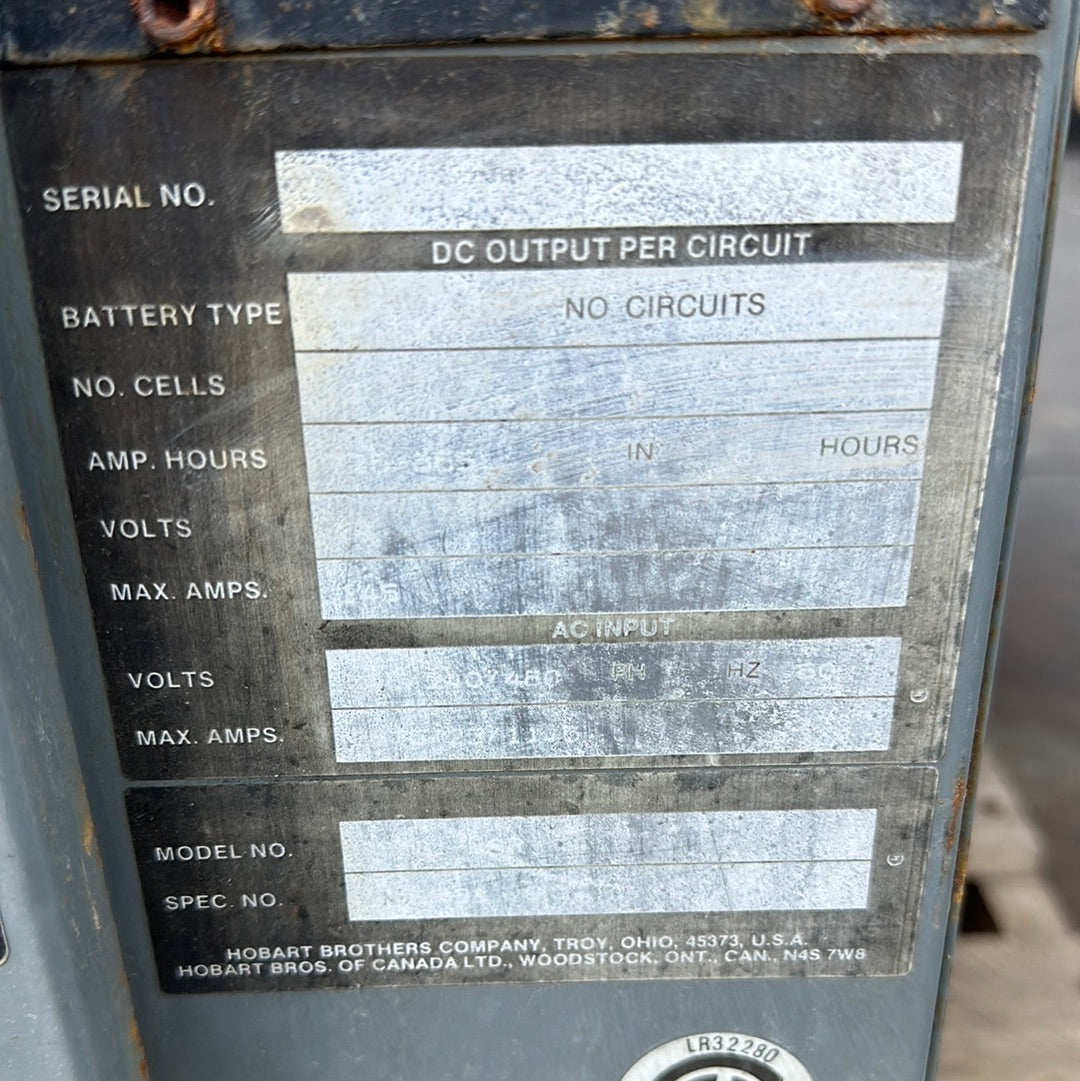 SERIAL NO.
DC OUTPUT PER CIRCUIT
BATTERY TYPE NO CIRCUITS
NO. CELLS
AMP. HOURS IN HOURS
VOLTS
MAX. AMPS.
AC INPUT
VOLTS PH HZ
MAX. AMPS.
MODEL NO.
SPEC. NO.
HOBART BROTHERS COMPANY, TROY, OHIO, 45373, U.S.A.
HOBART BROS. OF CANADA LTD., WOODSTOCK, ONT., CAN., N4S 7W8
LR32280